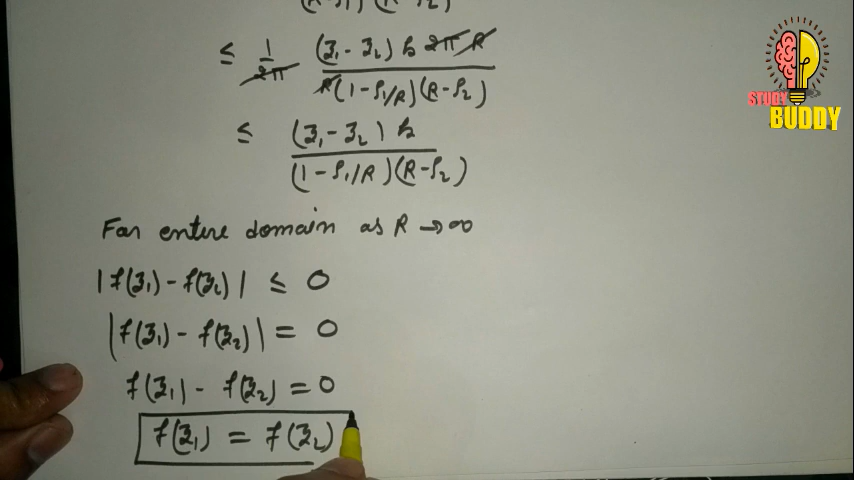 ≤ 1/2π (z₁ - z₂) k 2π R / R(1 - ρ₁/R)(R - ρ₂)
≤ (z₁ - z₂) k / (1 - ρ₁/R)(R - ρ₂)
For entere domain as R → ∞
|f(z₁) - f(z₂)| ≤ 0
|f(z₁) - f(z₂)| = 0
f(z₁) - f(z₂) = 0
f(z₁) = f(z₂)
STUDY
BUDDY